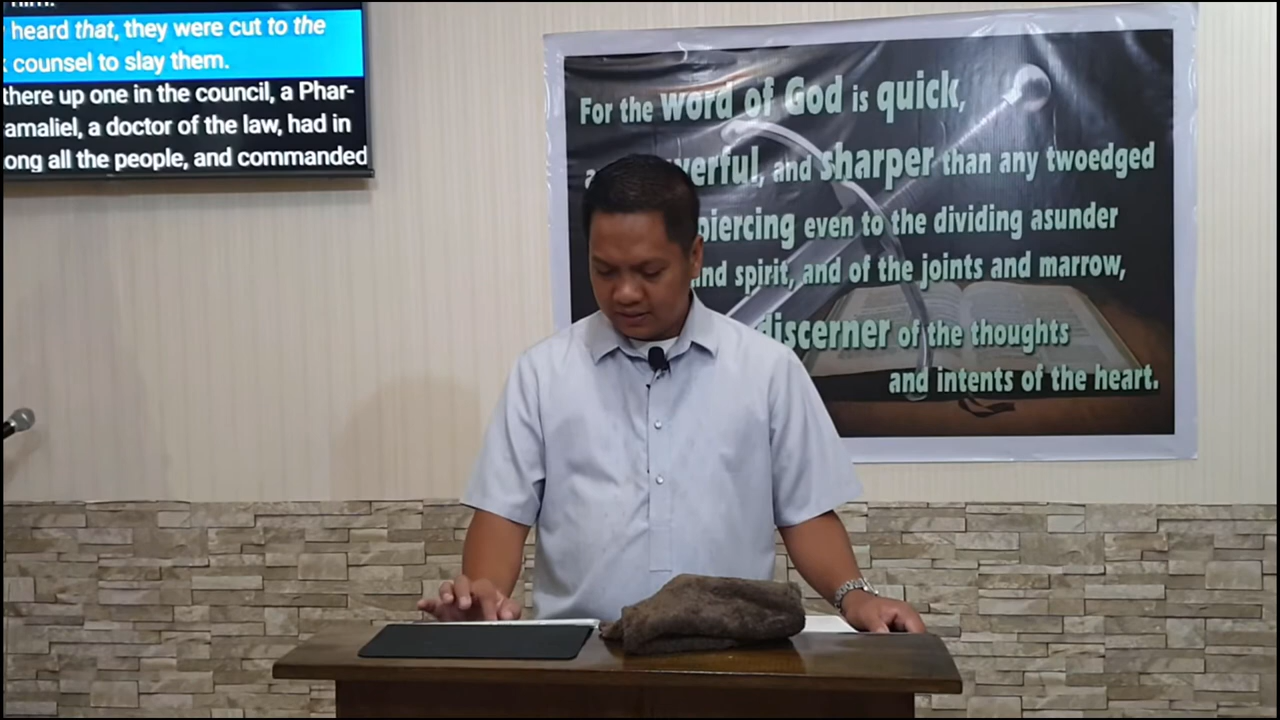 heard that, they were cut to the
counsel to slay them.
there up one in the council, a Phar-
amaliel, a doctor of the law, had in
ong all the people, and commanded
For the word of God is quick,
erful, and sharper than any twoedged
piercing even to the dividing asunder
and spirit, and of the joints and marrow,
discerner of the thoughts
and intents of the heart.